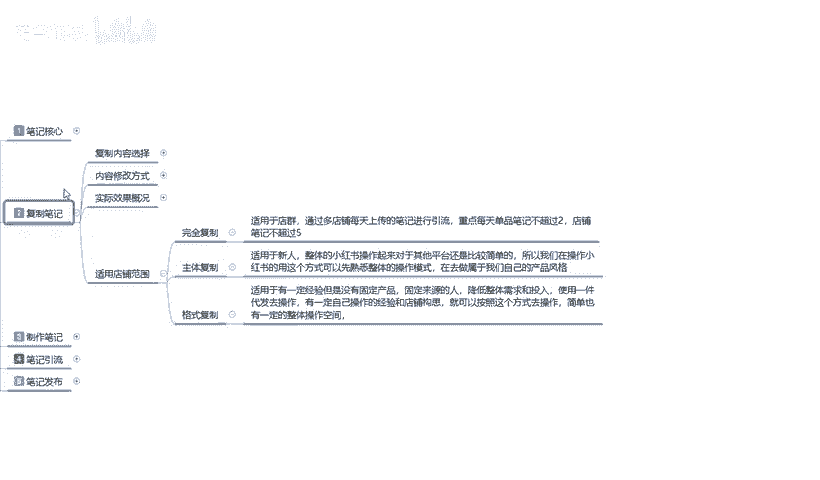 1 笔记核心
复制内容选择
内容修改方式
2 复制笔记
实际效果概况
完全复制
适用于店群，通过多店铺每天上传的笔记进行引流，重点每天单品笔记不超过2，店铺
笔记不超过5
适用店铺范围
主体复制
适用于新人，整体的小红书操作起来对于其他平台还是比较简单的，所以我们在操作小
红书的用这个方式可以先熟悉整体的操作模式，在去做属于我们自己的产品风格
格式复制
适用于有一定经验但是没有固定产品，固定来源的人，降低整体需求和投入，使用一件
代发去操作，有一定自己操作的经验和店铺构思，就可以按照这个方式去操作，简单也
有一定的整体操作空间，
3 制作笔记
4 笔记引流
5 笔记发布